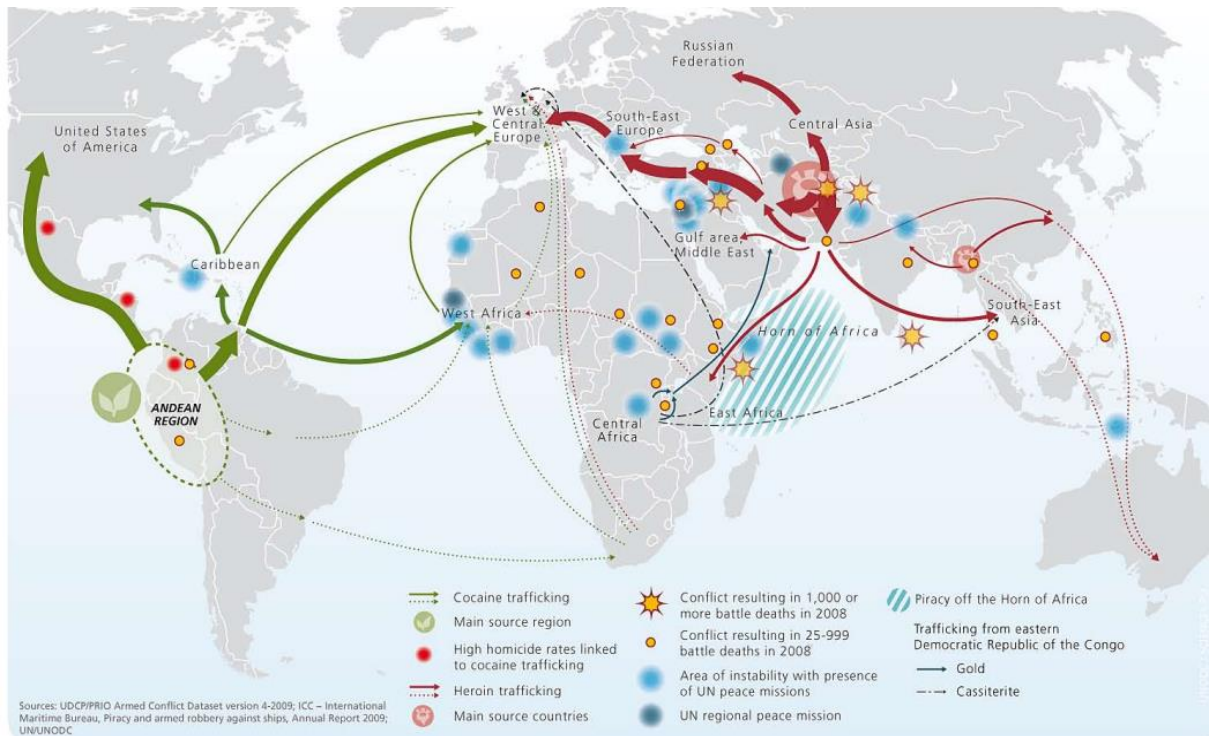 Russian
Federation
West &
Central
Europe
South-East
Europe
Central Asia
United States
of America
Caribbean
Gulf area,
Middle East
West Africa
Horn of Africa
South-East
Asia
ANDEAN
REGION
East Africa
Central
Africa
Cocaine trafficking
Main source region
High homicide rates linked
to cocaine trafficking
Heroin trafficking
Main source countries
Conflict resulting in 1,000 or
more battle deaths in 2008
Conflict resulting in 25-999
battle deaths in 2008
Area of instability with presence
of UN peace missions
UN regional peace mission
Piracy off the Horn of Africa
Trafficking from eastern
Democratic Republic of the Congo
Gold
Cassiterite
Sources: UDCP/PRIO Armed Conflict Dataset version 4-2009; ICC – International
Maritime Bureau, Piracy and armed robbery against ships, Annual Report 2009;
UN/UNODC